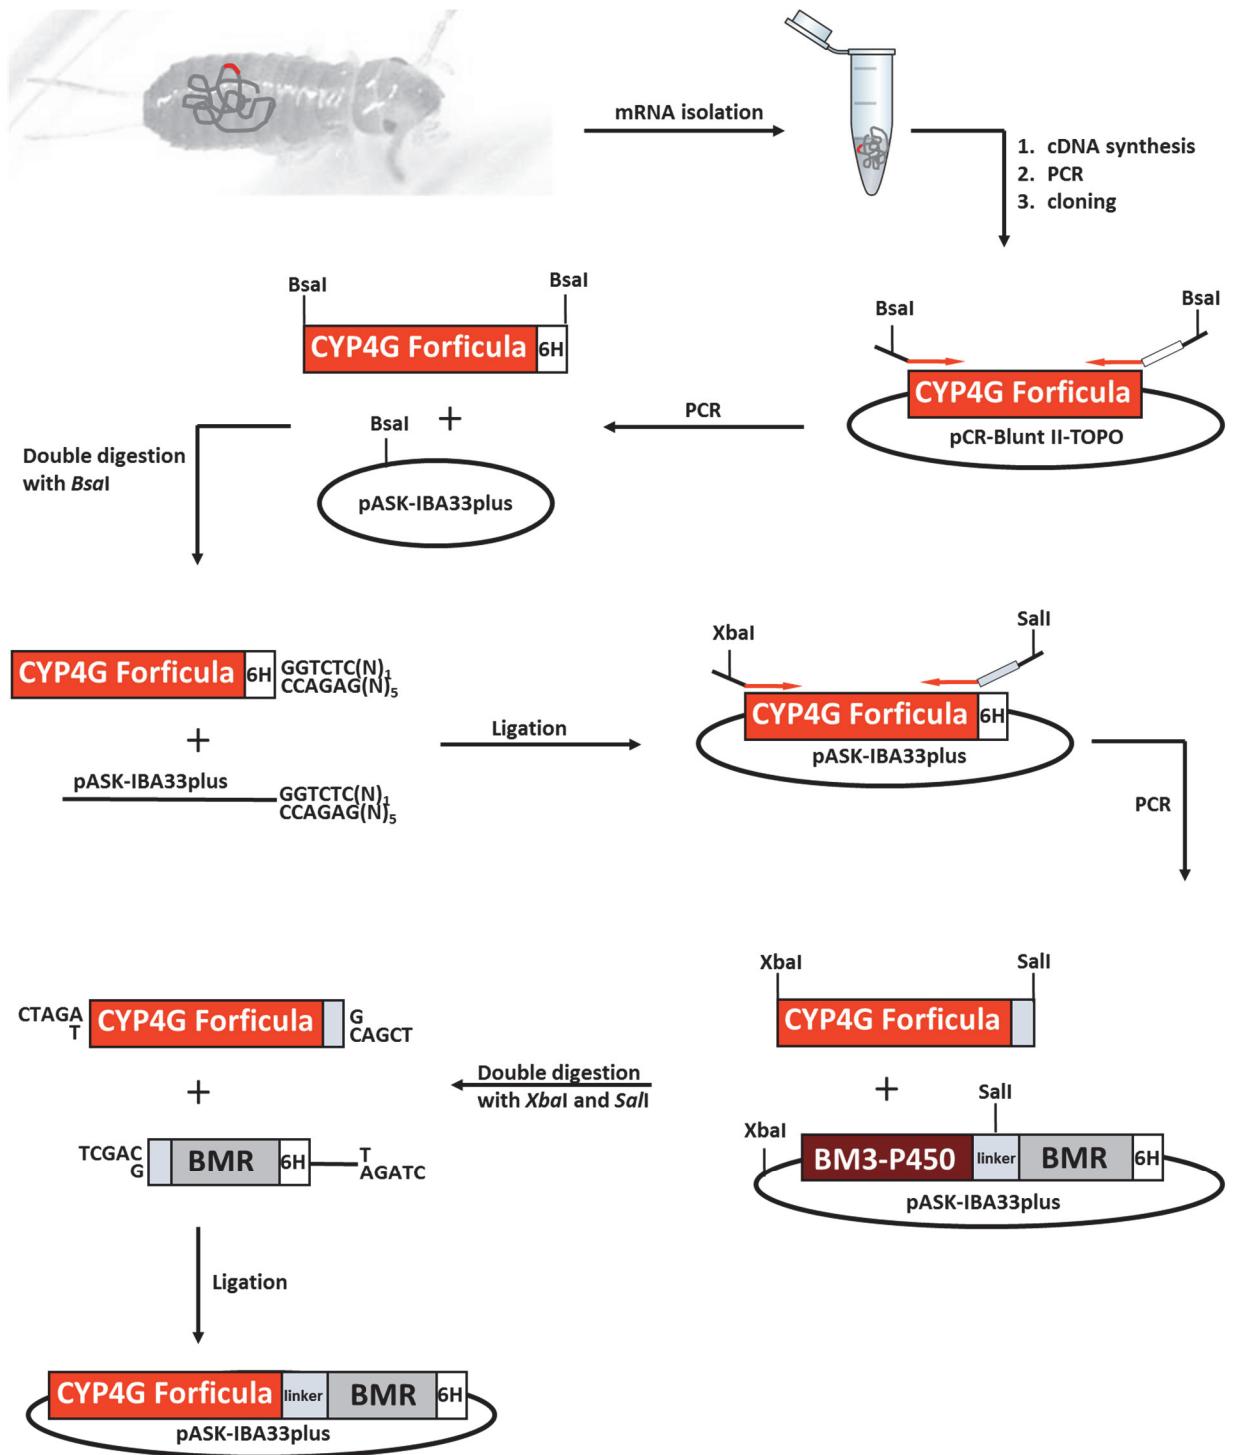 mRNA isolation
1. cDNA synthesis
2. PCR
3. cloning
BsaI
BsaI
CYP4G Forficula
6H
+
BsaI
pASK-IBA33plus
PCR
BsaI
BsaI
CYP4G Forficula
pCR-Blunt II-TOPO
Double digestion
with BsaI
CYP4G Forficula
6H
GGTCTC(N)1
CCAGAG(N)5
+
pASK-IBA33plus
GGTCTC(N)1
CCAGAG(N)5
Ligation
XbaI
SalI
CYP4G Forficula
6H
pASK-IBA33plus
PCR
XbaI
SalI
CYP4G Forficula
+
XbaI
SalI
BM3-P450
linker
BMR
6H
pASK-IBA33plus
Double digestion
with XbaI and SalI
CTAGA
T
CYP4G Forficula
G
CAGCT
+
TCGAC
G
BMR
6H
T
AGATC
Ligation
CYP4G Forficula
linker
BMR
6H
pASK-IBA33plus